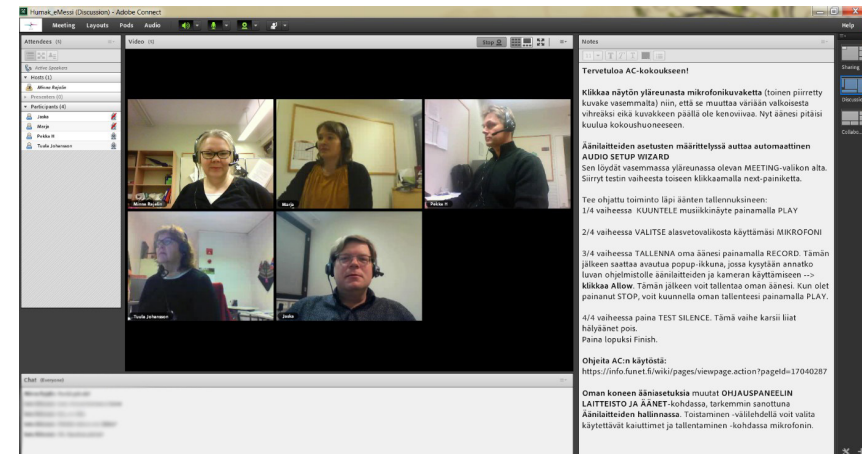 Humak_eMessi (Discussion) - Adobe Connect
Meeting Layouts Pods Audio Help
Attendees (5)
Active Speakers
Hosts (1)
Minna Rajalin
Presenters (0)
Participants (4)
Jaska
Marja
Pekka H
Tuula Johansson
Video (5)
Stop
Minna Rajalin
Marja
Pekka H
Tuula Johansson
Jaska
Chat (Everyone)
Notes
Tervetuloa AC-kokoukseen!
Klikkaa näytön yläreunasta mikrofonikuvaketta (toinen piirretty
kuvake vasemmalta) niin, että se muuttaa väriään valkoisesta
vihreäksi eikä kuvakkeen päällä ole kenoviivaa. Nyt äänesi pitäisi
kuulua kokoushuoneeseen.
Äänilaitteiden asetusten määrittelyssä auttaa automaattinen
AUDIO SETUP WIZARD
Sen löydät vasemmassa yläreunassa olevan MEETING-valikon alta.
Siirryt testin vaiheesta toiseen klikkaamalla next-painiketta.
Tee ohjattu toiminto läpi äänten tallennuksineen:
1/4 vaiheessa KUUNTELE musiikkinäyte painamalla PLAY
2/4 vaiheessa VALITSE alasvetovalikosta käyttämäsi MIKROFONI
3/4 vaiheessa TALLENNA oma äänesi painamalla RECORD. Tämän
jälkeen saattaa avautua popup-ikkuna, jossa kysytään annatko
luvan ohjelmistolle äänilaitteiden ja kameran käyttämiseen -->
klikkaa Allow. Tämän jälkeen voit tallentaa oman äänesi. Kun olet
painanut STOP, voit kuunnella oman tallenteesi painamalla PLAY.
4/4 vaiheessa paina TEST SILENCE. Tämä vaihe karsii liiat
hälyäänet pois.
Paina lopuksi Finish.
Ohjeita AC:n käytöstä:
https://info.funet.fi/wiki/pages/viewpage.action?pageId=17040287
Oman koneen ääniasetuksia muutat OHJAUSPANEELIN
LAITTEISTO JA ÄÄNET-kohdassa, tarkemmin sanottuna
Äänilaitteiden hallinnassa. Toistaminen -välilehdellä voit valita
käytettävät kaiuttimet ja tallentaminen -kohdassa mikrofonin.
Sharing
Discussio
Collabo...